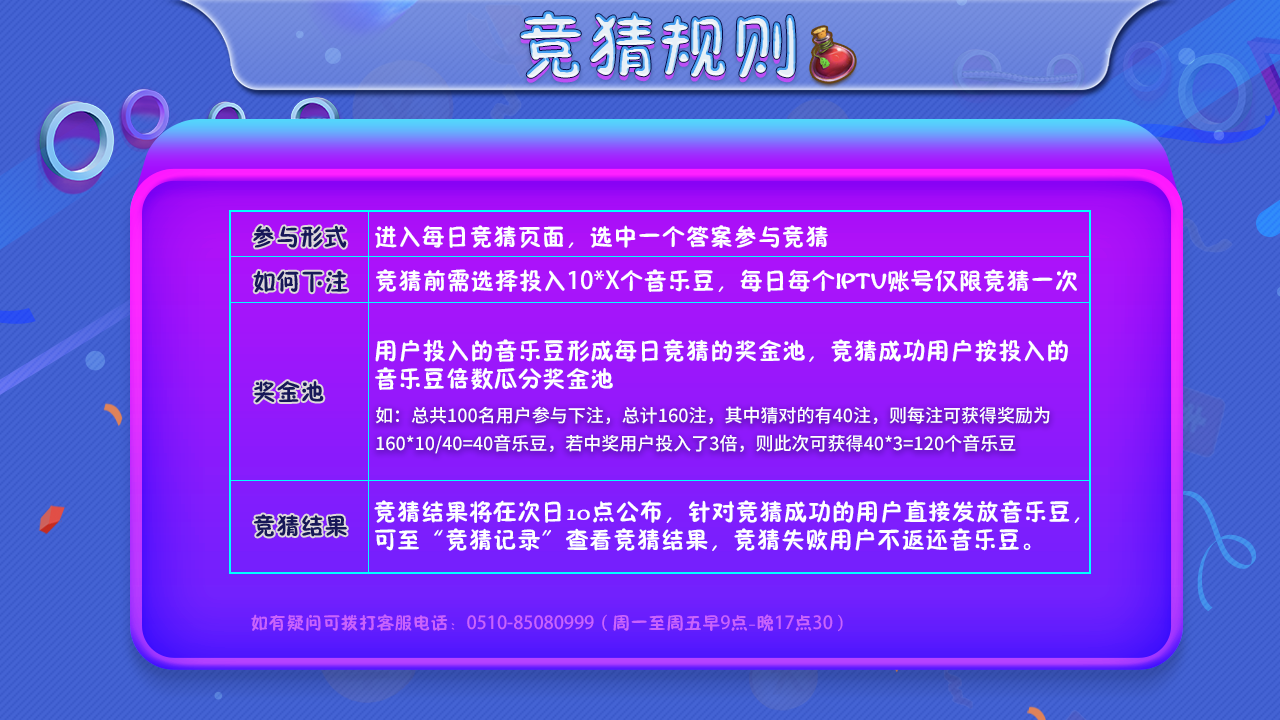 竞猜规则
参与形式
进入每日竞猜页面，选中一个答案参与竞猜
如何下注
竞猜前需选择投入10*X个音乐豆，每日每个IPTV账号仅限竞猜一次
奖金池
用户投入的音乐豆形成每日竞猜的奖金池，竞猜成功用户按投入的
音乐豆倍数瓜分奖金池
如：总共100名用户参与下注，总计160注，其中猜对的有40注，则每注可获得奖励为
160*10/40=40音乐豆，若中奖用户投入了3倍，则此次可获得40*3=120个音乐豆
竞猜结果
竞猜结果将在次日10点公布，针对竞猜成功的用户直接发放音乐豆，
可至“竞猜记录”查看竞猜结果，竞猜失败用户不返还音乐豆。
如有疑问可拨打客服电话：0510-85080999（周一至周五早9点-晚17点30）